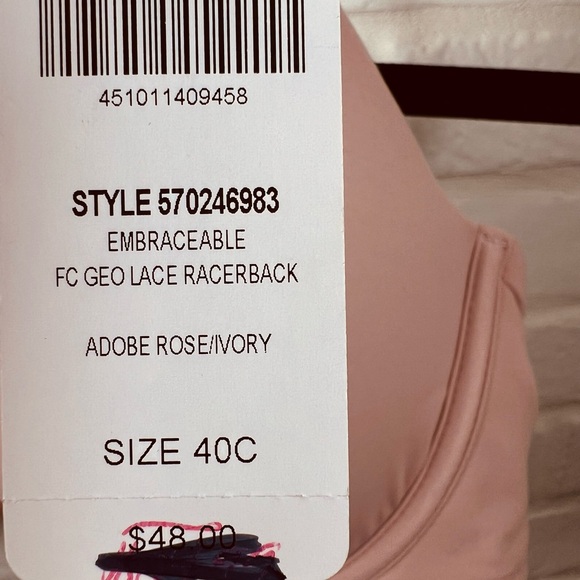 451011409458
STYLE 570246983
EMBRACEABLE
FC GEO LACE RACERBACK
ADOBE ROSE/IVORY
SIZE 40C
$48.00